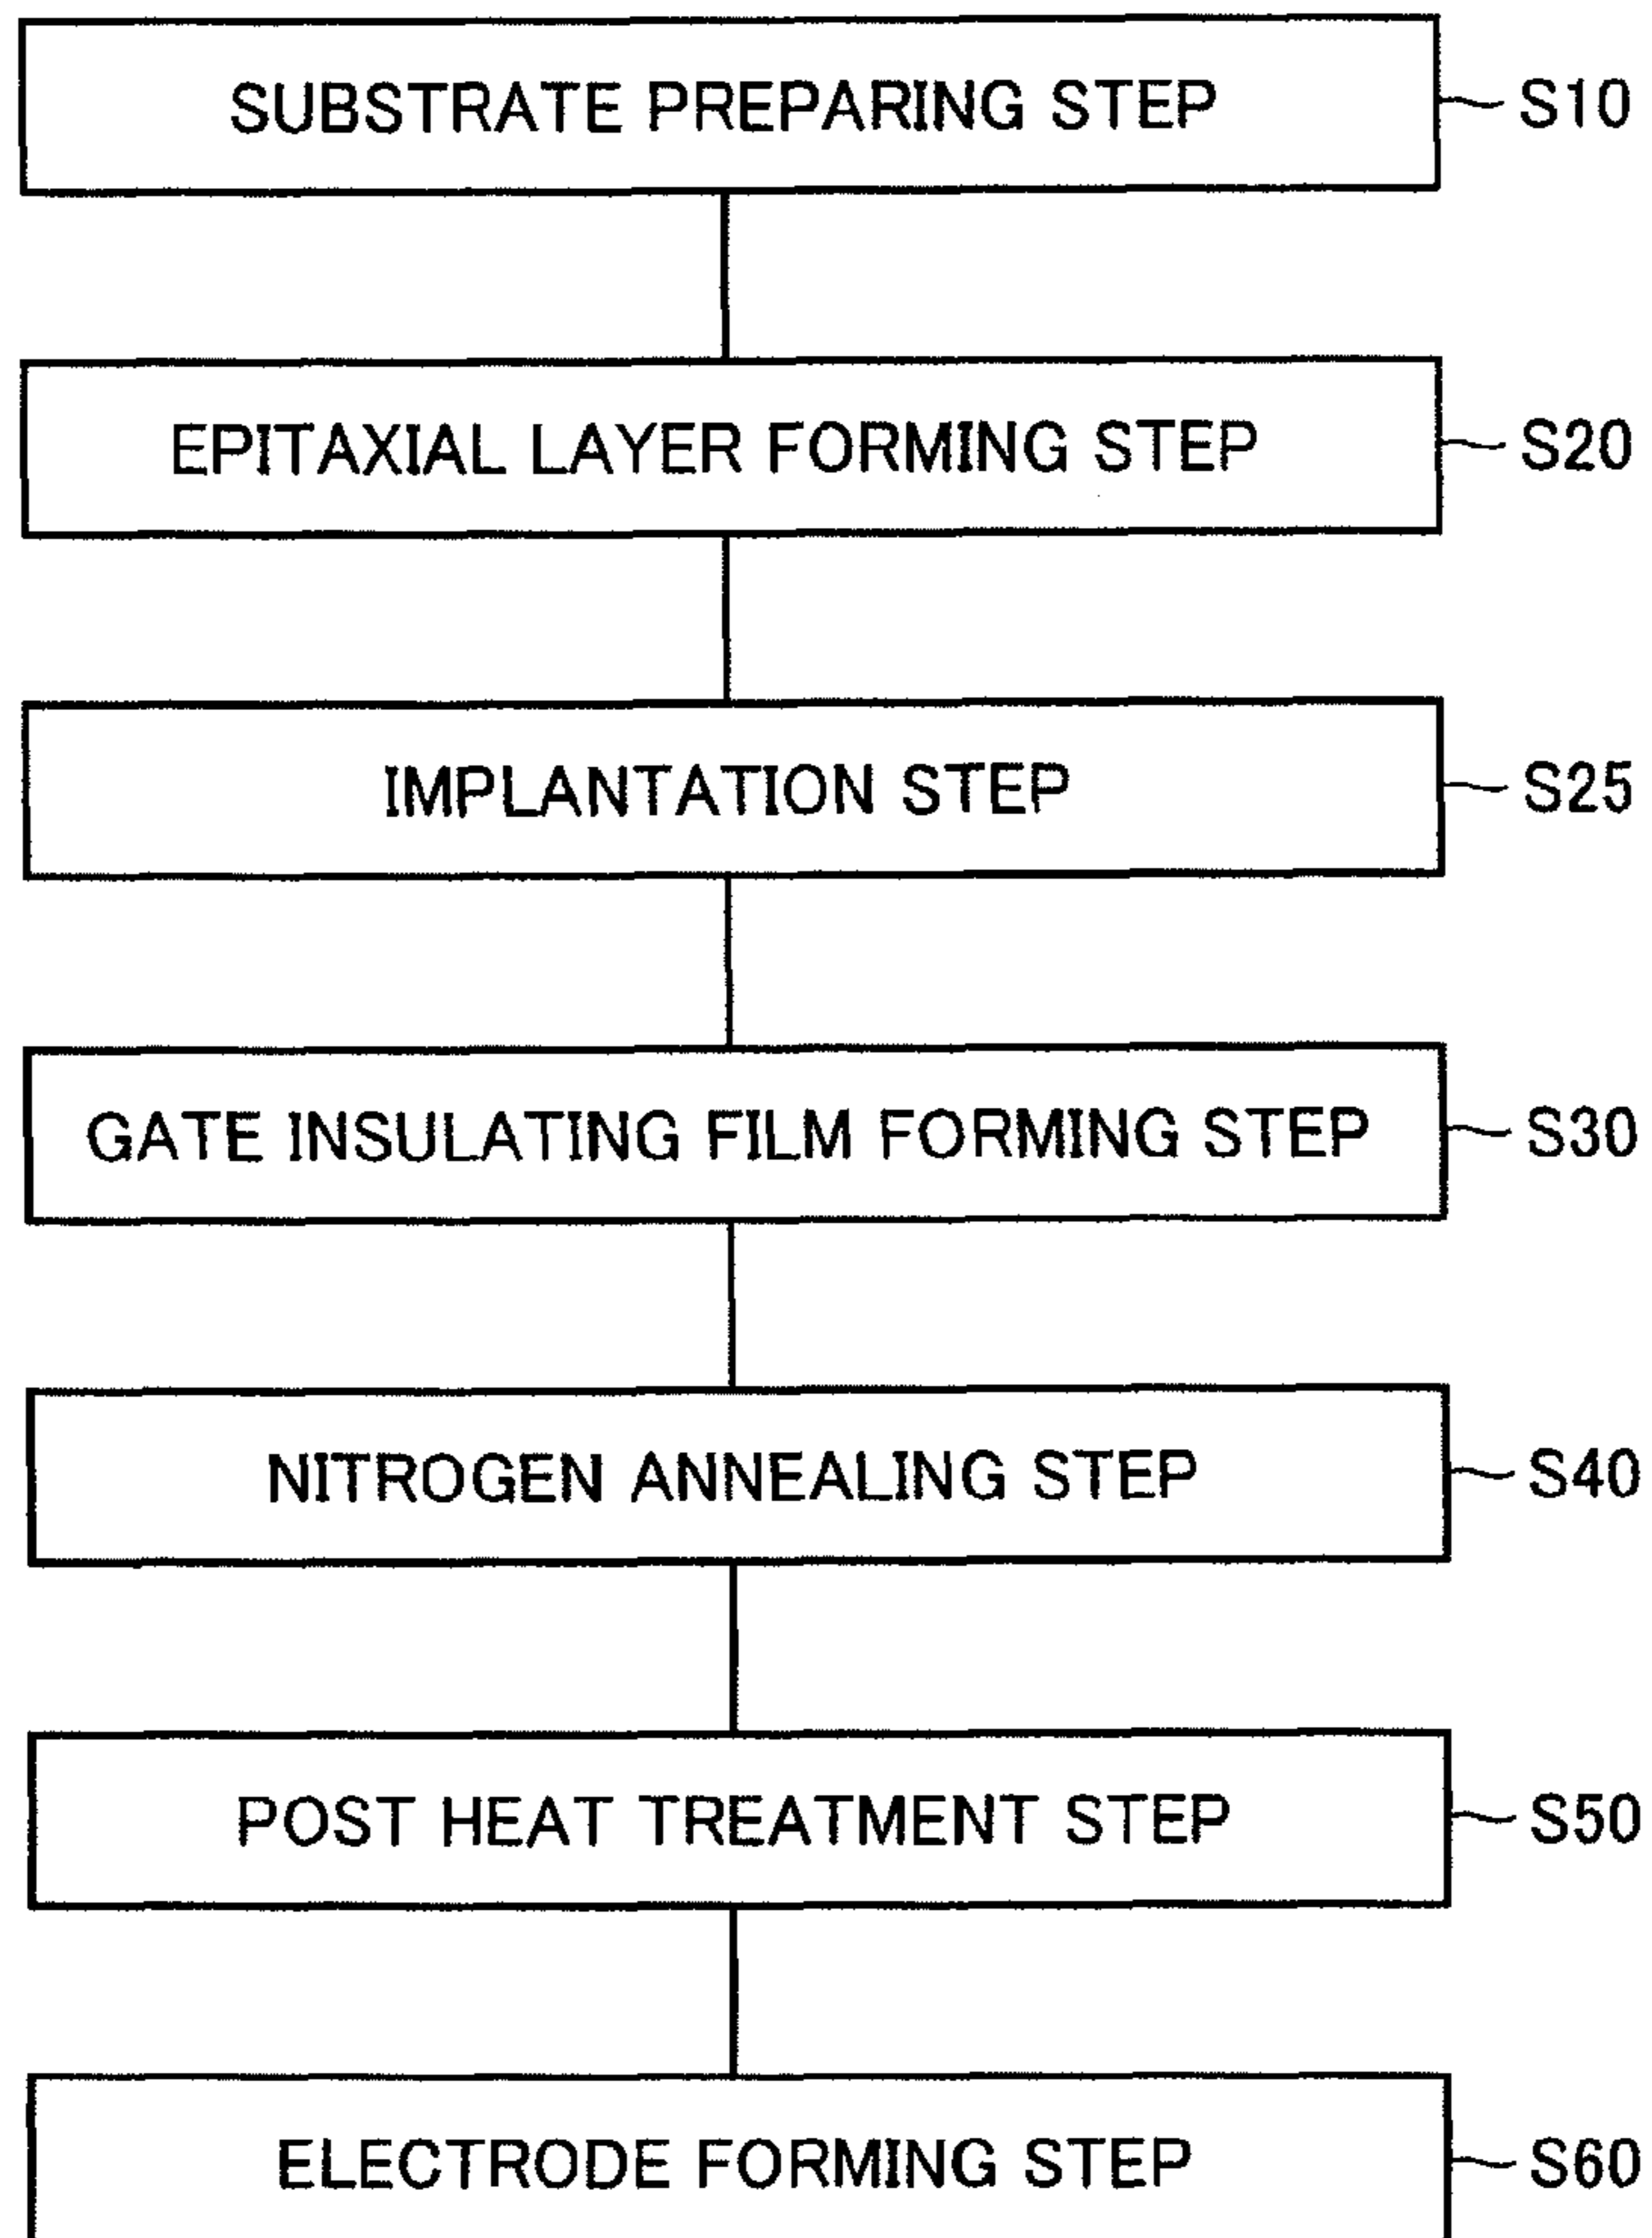 SUBSTRATE PREPARING STEP S10
EPITAXIAL LAYER FORMING STEP S20
IMPLANTATION STEP S25
GATE INSULATING FILM FORMING STEP S30
NITROGEN ANNEALING STEP S40
POST HEAT TREATMENT STEP S50
ELECTRODE FORMING STEP S60